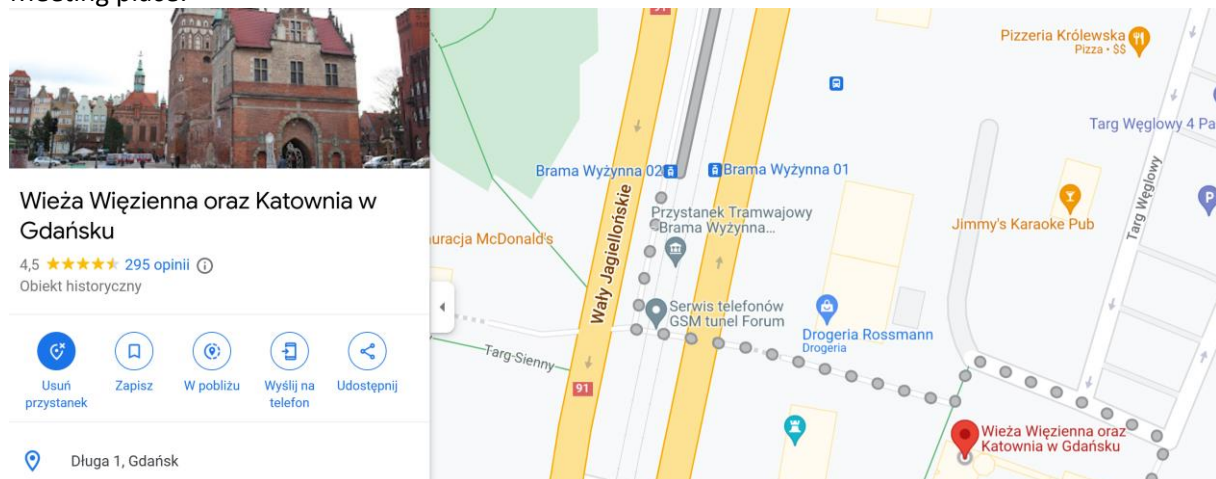 meeting place.
Wieża Więzienna oraz Katownia w
Gdańsku
4,5
295 opinii
Obiekt historyczny
Usuń
przystanek
Zapisz
W pobliżu
Wyślij na
telefon
Udostępnij
Długa 1, Gdańsk
91
Pizzeria Królewska
Pizza • $$
Targ Węglowy 4 Pa
Brama Wyżynna 02
Brama Wyżynna 01
Przystanek Tramwajowy
Brama Wyżynna...
Jimmy's Karaoke Pub
Targ Węglowy
P
uracja McDonald's
Wały Jagiellońskie
Serwis telefonów
GSM tunel Forum
Drogeria Rossmann
Drogeria
Targ-Sienny
91
Wieża Więzienna oraz
Katownia w Gdańsku